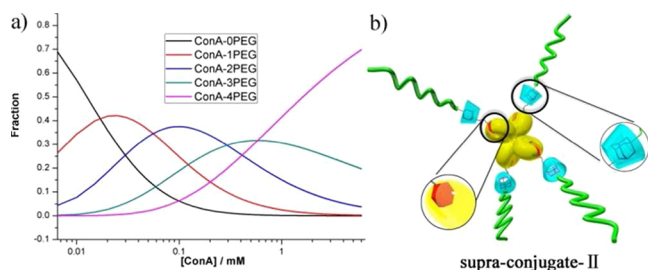 a)
ConA-0PEG
ConA-1PEG
ConA-2PEG
ConA-3PEG
ConA-4PEG
Fraction
0.8
0.7
0.6
0.5
0.4
0.3
0.2
0.1
0.0
-0.1
0.01
0.1
1
[ConA] / mM
b)
supra-conjugate-II